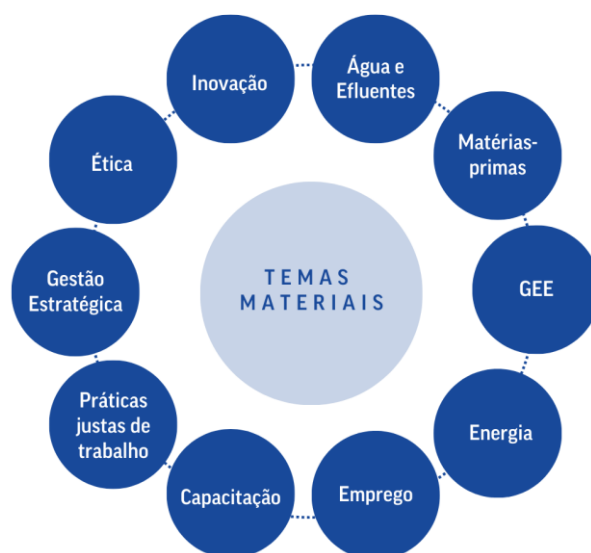 Inovação
Água e
Efluentes
Matérias-
primas
GEE
Energia
Emprego
Capacitação
Práticas
justas de
trabalho
Gestão
Estratégica
Ética
TEMAS
MATERIAIS